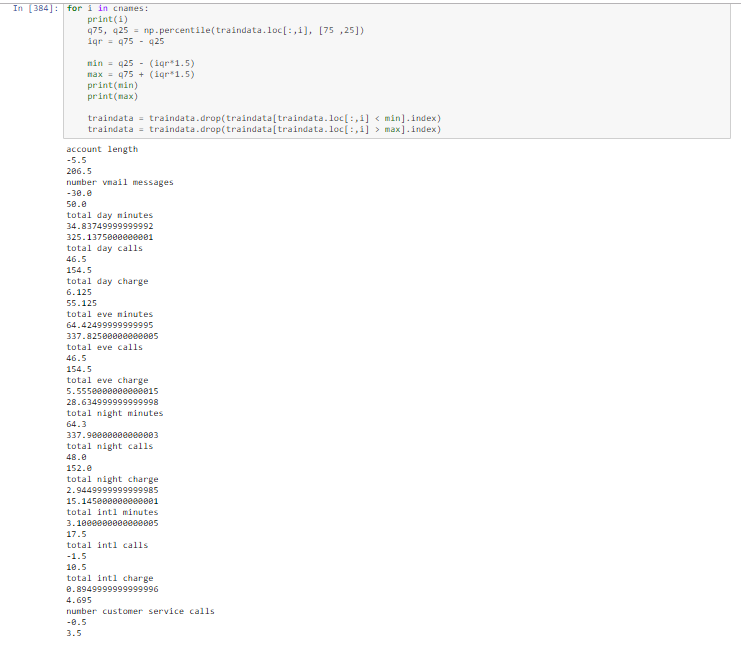 In [384]: for i in cnames:
print(i)
q75, q25 = np.percentile(traindata.loc[:,i], [75 ,25])
iqr = q75 - q25
min = q25 - (iqr*1.5)
max = q75 + (iqr*1.5)
print(min)
print(max)
traindata = traindata.drop(traindata[traindata.loc[:,i] < min].index)
traindata = traindata.drop(traindata[traindata.loc[:,i] > max].index)
account length
-5.5
206.5
number vmail messages
-30.0
50.0
total day minutes
34.83749999999992
325.1375000000001
total day calls
46.5
154.5
total day charge
6.125
55.125
total eve minutes
64.42499999999995
337.82500000000005
total eve calls
46.5
154.5
total eve charge
5.5550000000000015
28.634999999999998
total night minutes
64.3
337.90000000000003
total night calls
48.0
152.0
total night charge
2.9449999999999985
15.145000000000001
total intl minutes
3.1000000000000005
17.5
total intl calls
-1.5
10.5
total intl charge
0.8949999999999996
4.695
number customer service calls
-0.5
3.5